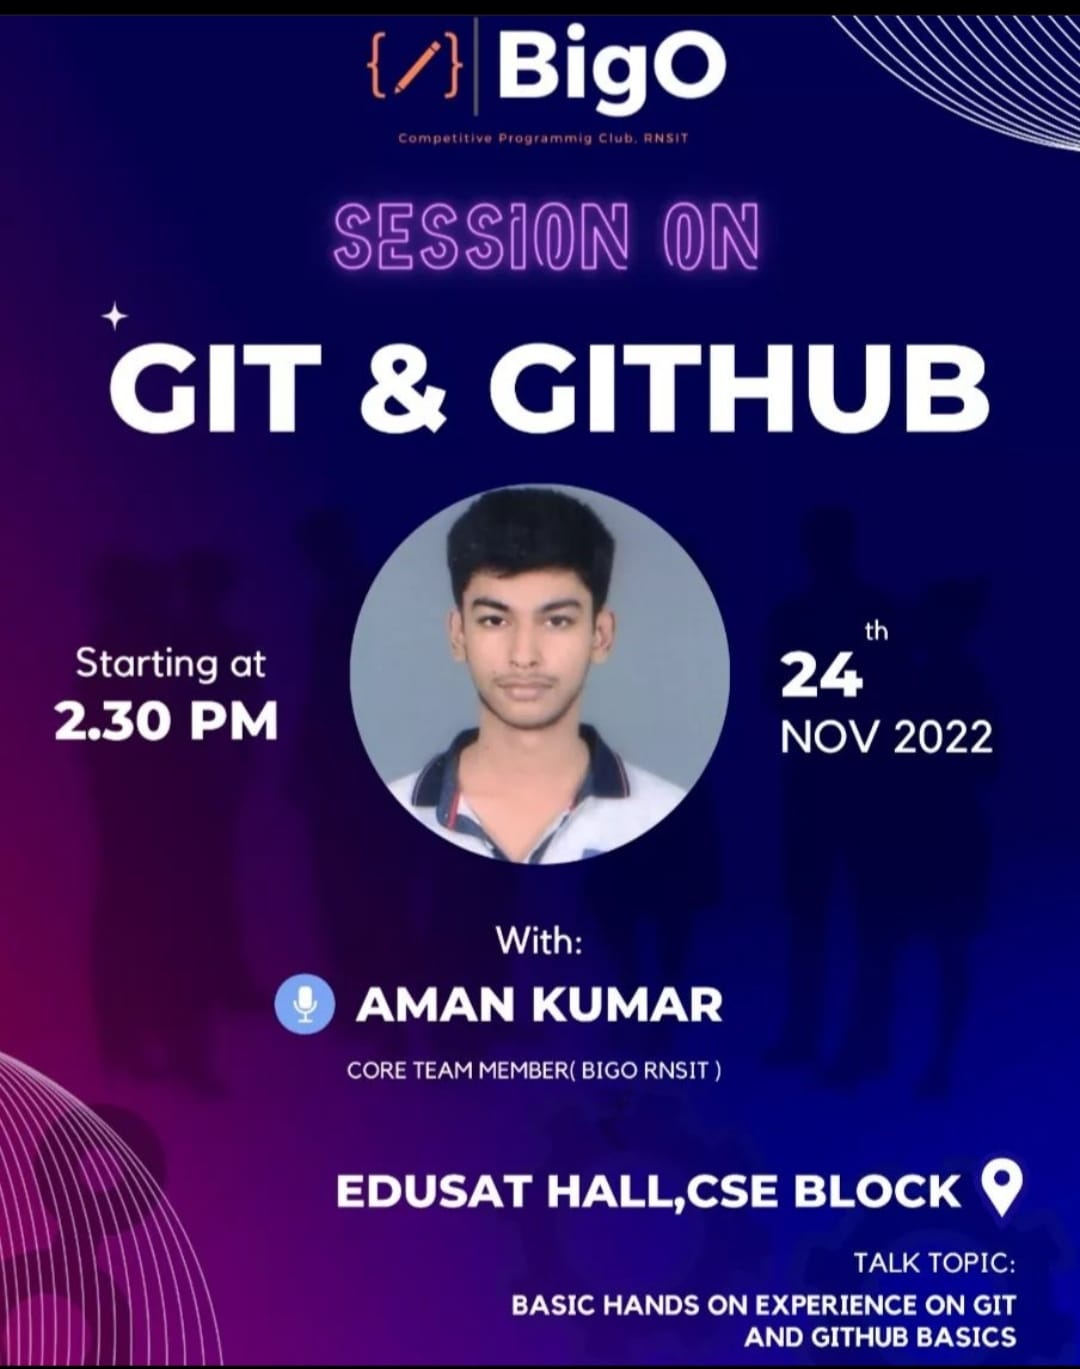 {/} BigO
Competitive Programmig Club, RNSIT
SESSION ON
GIT & GITHUB
Starting at
2.30 PM
24th
NOV 2022
With:
AMAN KUMAR
CORE TEAM MEMBER( BIGO RNSIT )
EDUSAT HALL,CSE BLOCK
TALK TOPIC:
BASIC HANDS ON EXPERIENCE ON GIT
AND GITHUB BASICS